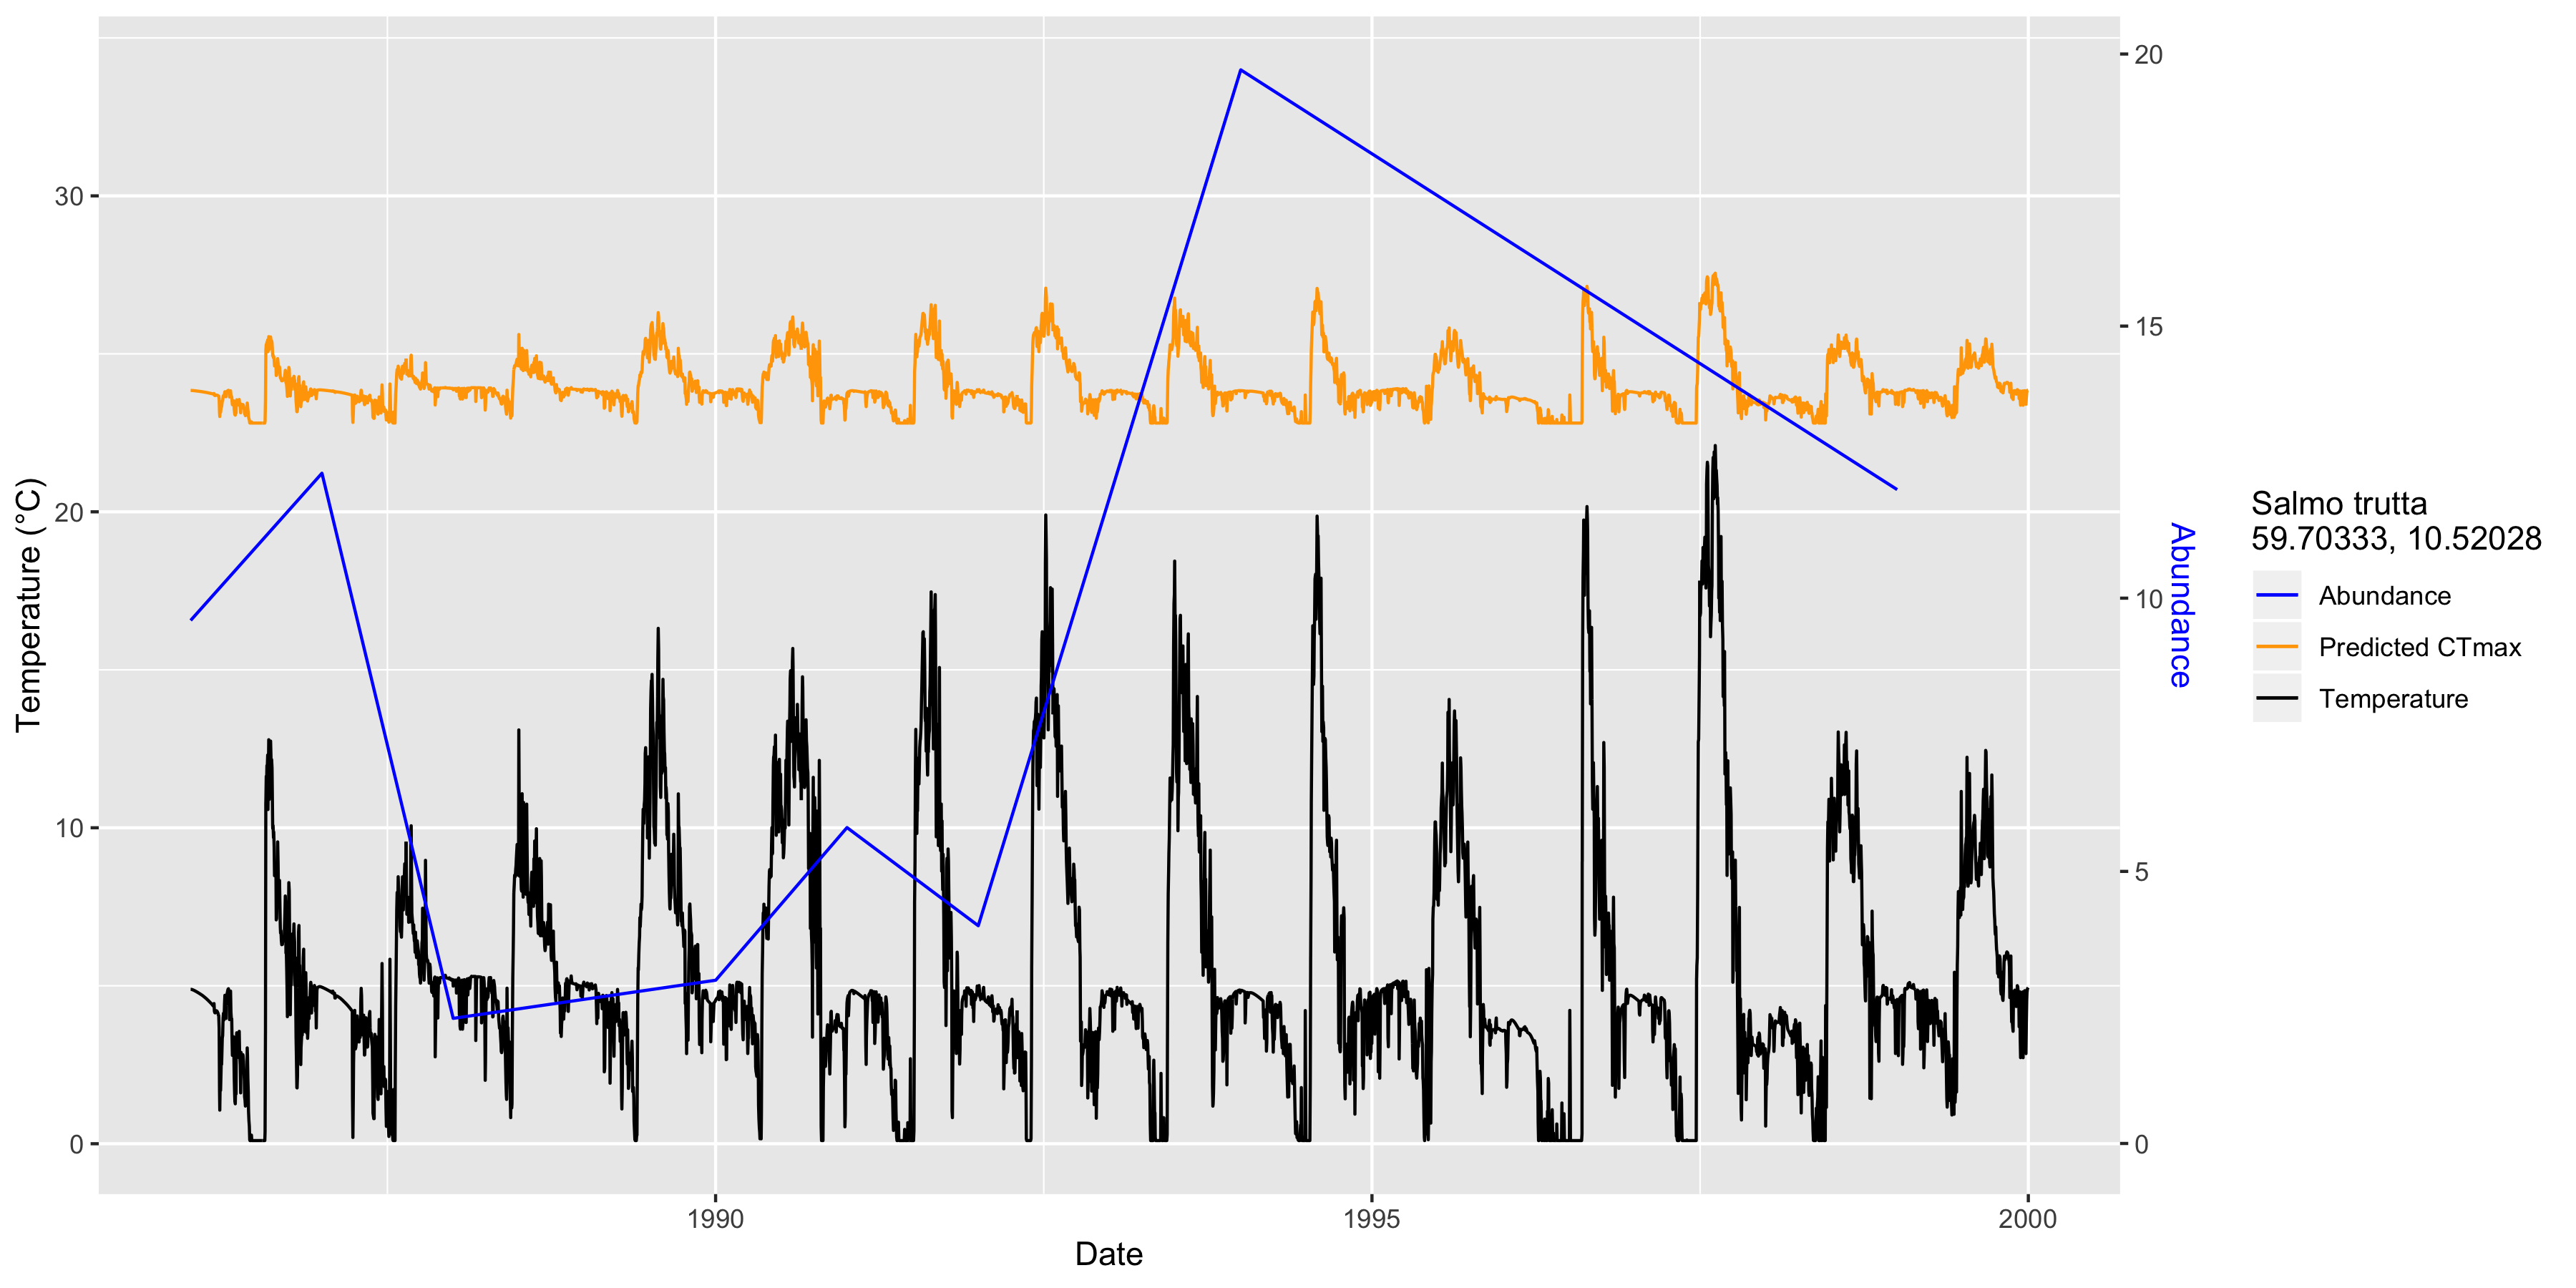 30
20
10
0
Temperature (°C)
1990
1995
2000
Date
20
15
10
5
0
Abundance
Salmo trutta
59.70333, 10.52028
Abundance
Predicted CTmax
Temperature